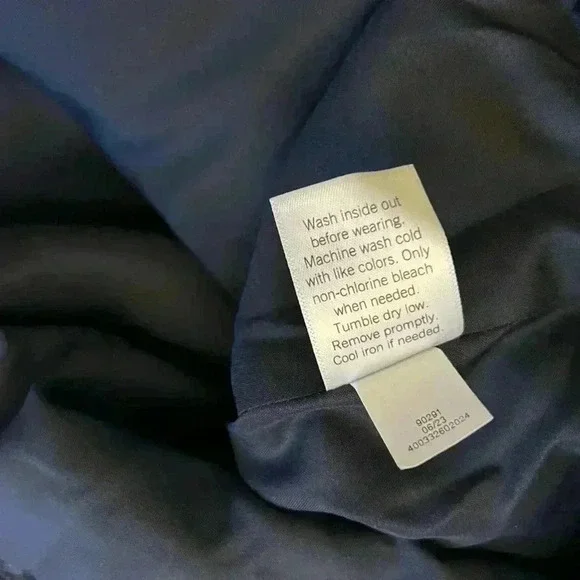 Wash inside out
before wearing.
Machine wash cold
with like colors. Only
non-chlorine bleach
when needed.
Tumble dry low.
Remove promptly.
Cool iron if needed.
90291
06/23
400332602034